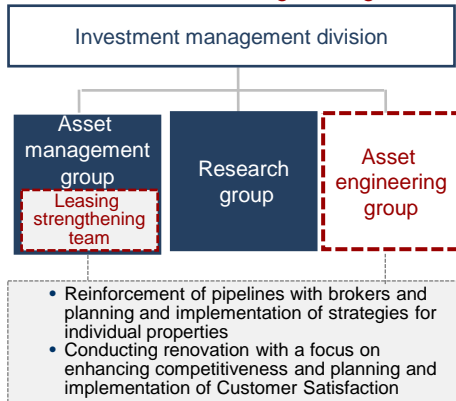 Investment management division
Asset
management
group
Leasing
strengthening
team
Research
group
Asset
engineering
group
• Reinforcement of pipelines with brokers and
planning and implementation of strategies for
individual properties
• Conducting renovation with a focus on
enhancing competitiveness and planning and
implementation of Customer Satisfaction